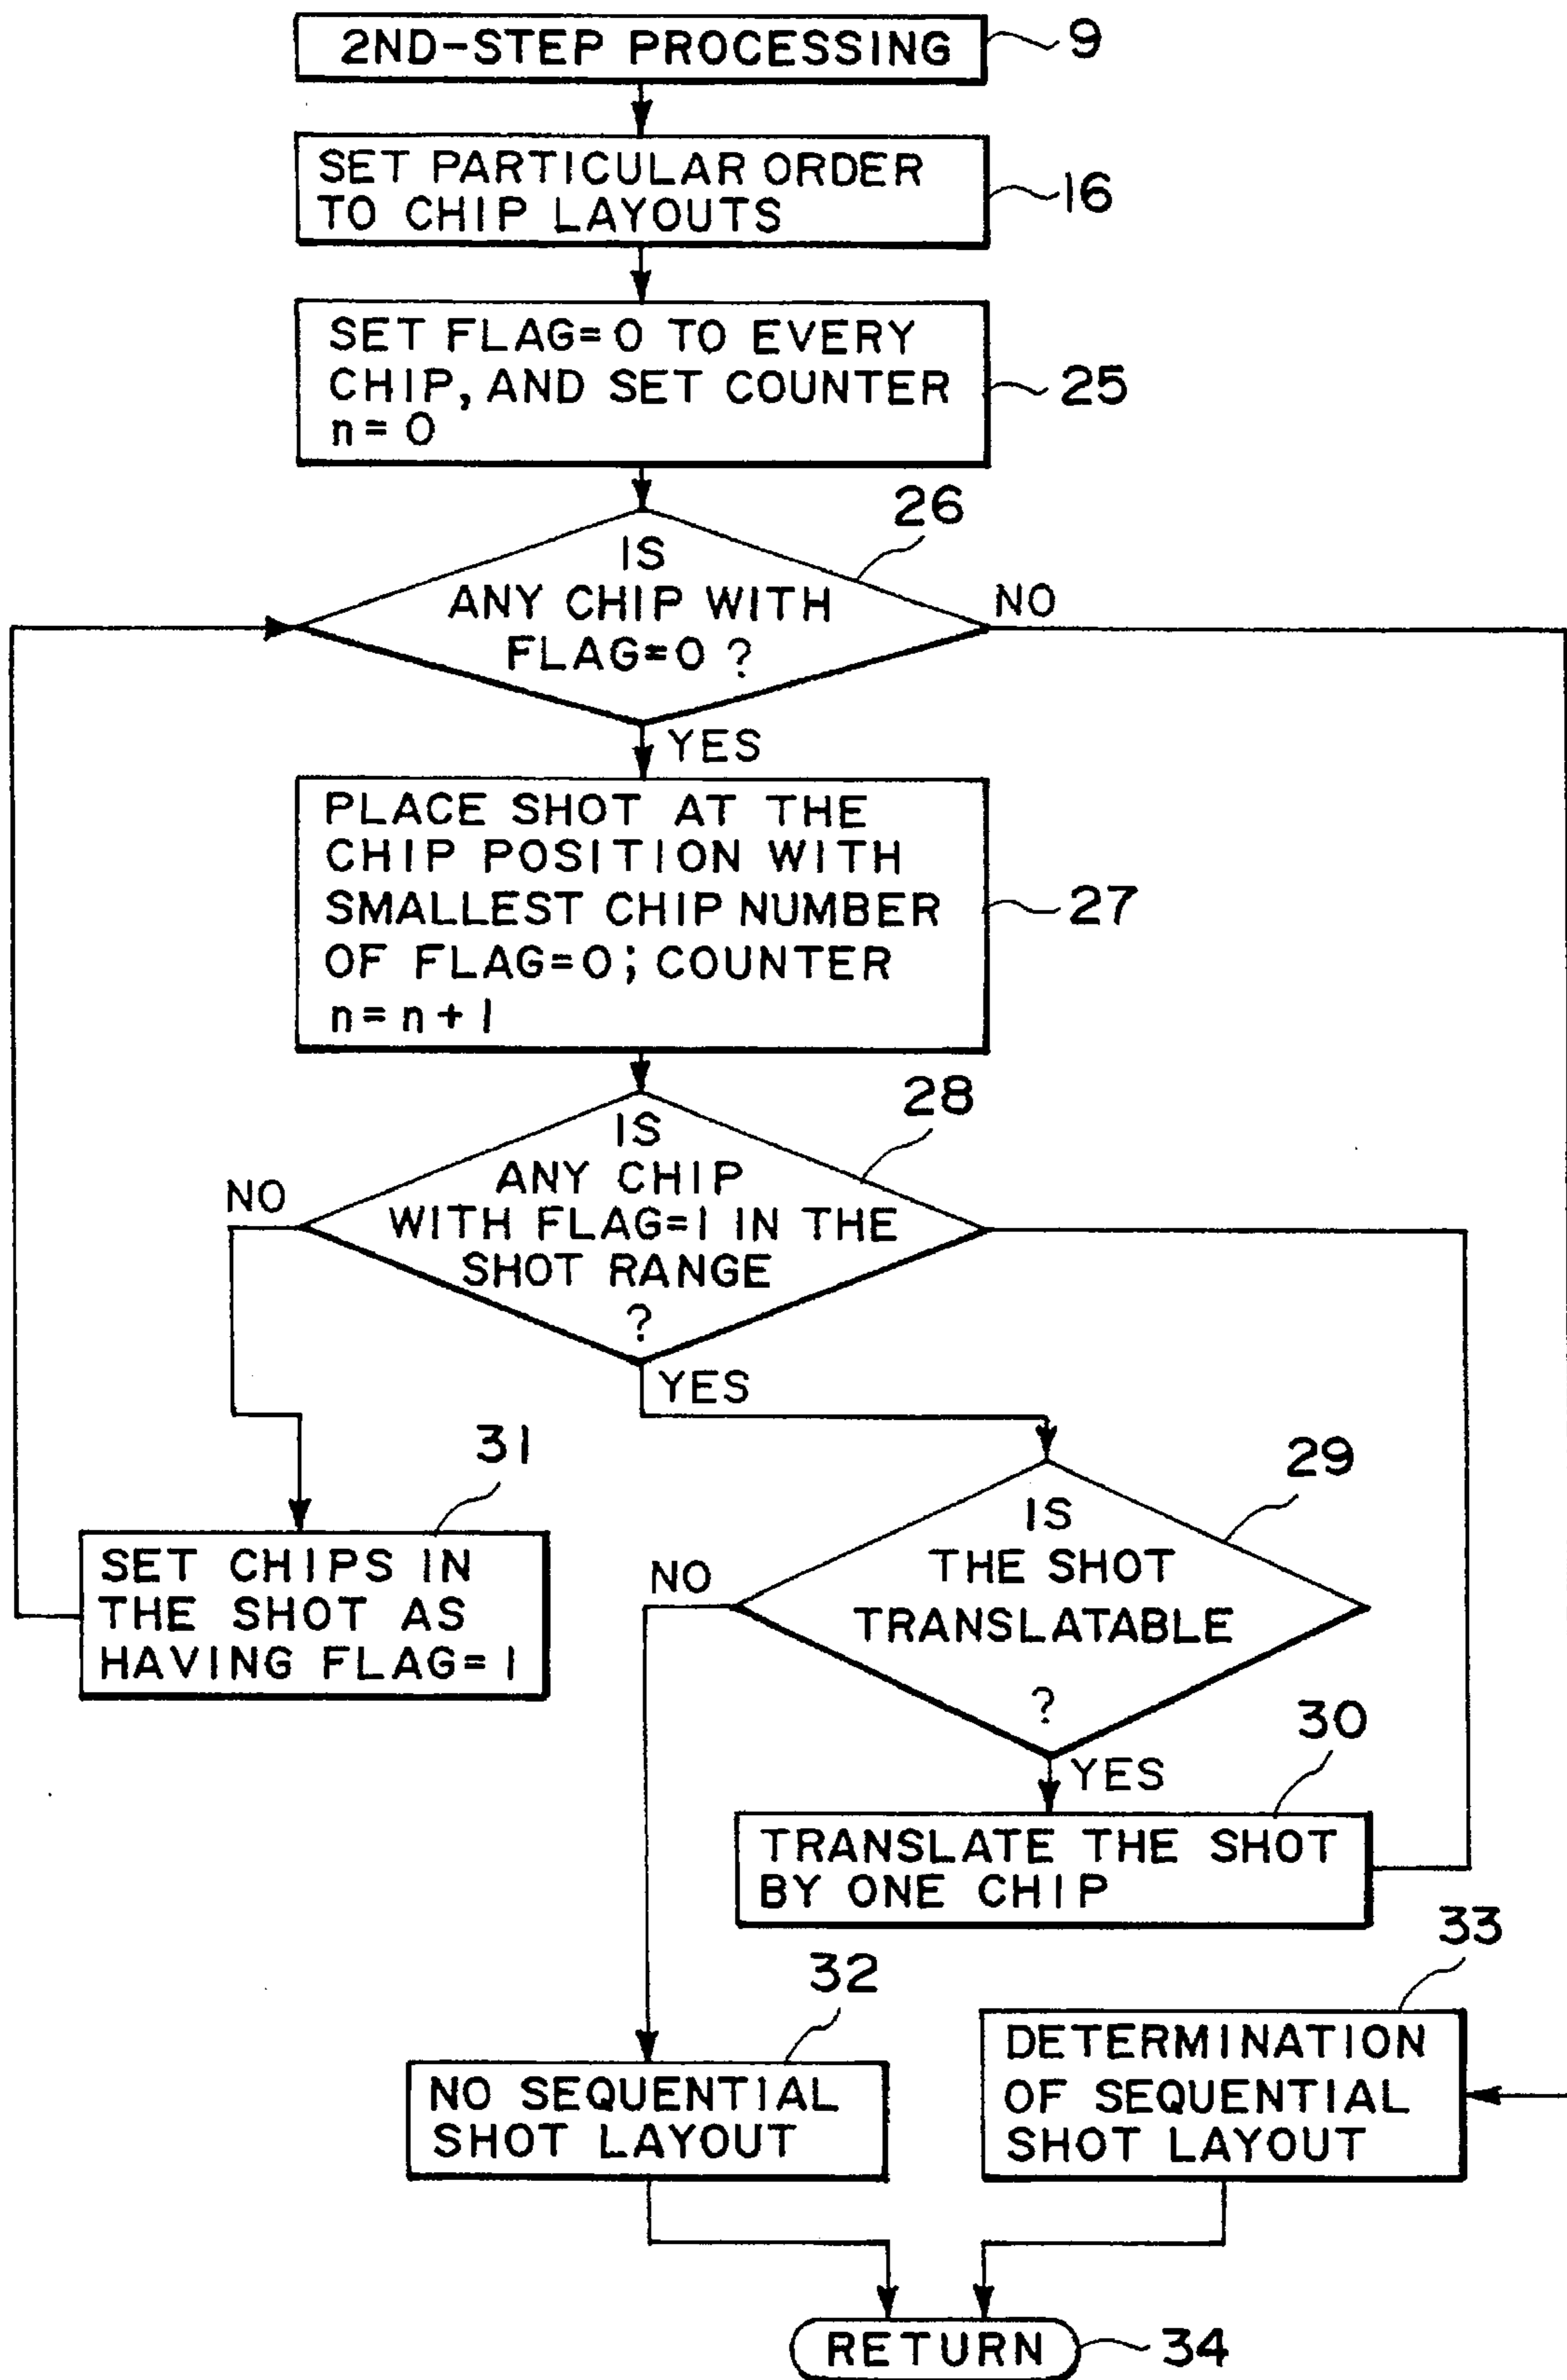 2ND-STEP PROCESSING
9
SET PARTICULAR ORDER
TO CHIP LAYOUTS
16
SET FLAG=0 TO EVERY
CHIP, AND SET COUNTER
n=0
25
26
IS
ANY CHIP WITH
FLAG=0 ?
NO
YES
PLACE SHOT AT THE
CHIP POSITION WITH
SMALLEST CHIP NUMBER
OF FLAG=0; COUNTER
n=n+1
27
28
IS
ANY CHIP
WITH FLAG=1 IN THE
SHOT RANGE
?
NO
YES
31
SET CHIPS IN
THE SHOT AS
HAVING FLAG=1
29
IS
THE SHOT
TRANSLATABLE
?
NO
YES
30
TRANSLATE THE SHOT
BY ONE CHIP
32
NO SEQUENTIAL
SHOT LAYOUT
33
DETERMINATION
OF SEQUENTIAL
SHOT LAYOUT
RETURN
34